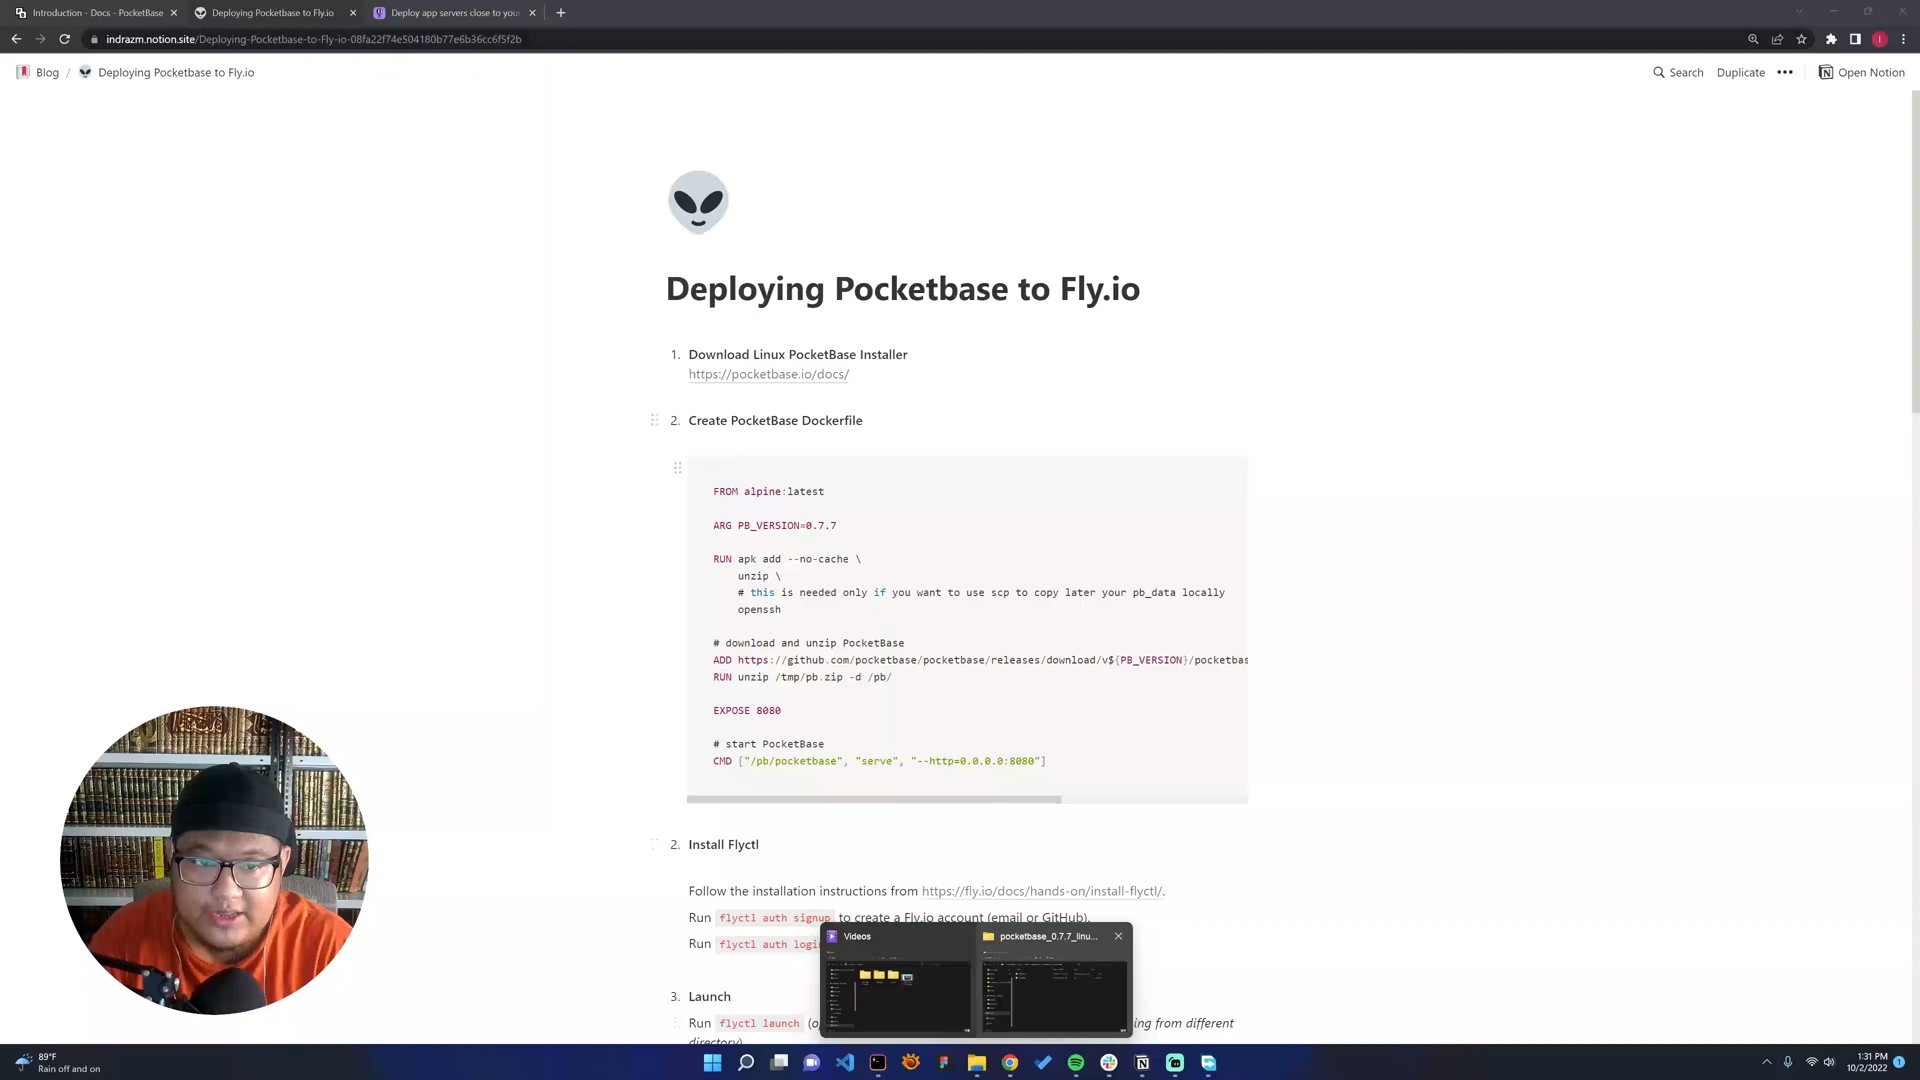 Introduction - Docs - PocketBase
Deploying Pocketbase to Fly.io
Deploy app servers close to your
indrazm.notion.site/Deploying-Pocketbase-to-Fly-io-08fa22f74e504180b77e6b36cc6f5f2b
Blog / Deploying Pocketbase to Fly.io
Search Duplicate ••• Open Notion
Deploying Pocketbase to Fly.io
1. Download Linux PocketBase Installer
https://pocketbase.io/docs/
2. Create PocketBase Dockerfile
FROM alpine:latest
ARG PB_VERSION=0.7.7
RUN apk add --no-cache \
unzip \
# this is needed only if you want to use scp to copy later your pb_data locally
openssh
# download and unzip PocketBase
ADD https://github.com/pocketbase/pocketbase/releases/download/v${PB_VERSION}/pocketbas
RUN unzip /tmp/pb.zip -d /pb/
EXPOSE 8080
# start PocketBase
CMD ["/pb/pocketbase", "serve", "--http=0.0.0.0:8080"]
2. Install Flyctl
Follow the installation instructions from https://fly.io/docs/hands-on/install-flyctl/.
Run flyctl auth signup to create a Fly.io account (email or GitHub).
Run flyctl auth login
Videos
pocketbase_0.7.7_linu...
3. Launch
Run flyctl launch (o
ing from different
directory)
89°F
Rain off and on
1:31 PM
10/2/2022
1